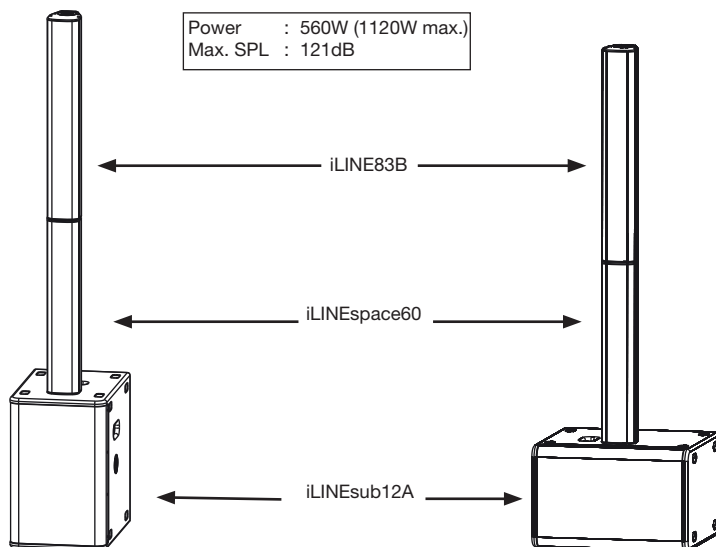 Power : 560W (1120W max.)
Max. SPL : 121dB
iLINE83B
iLINEspace60
iLINEsub12A